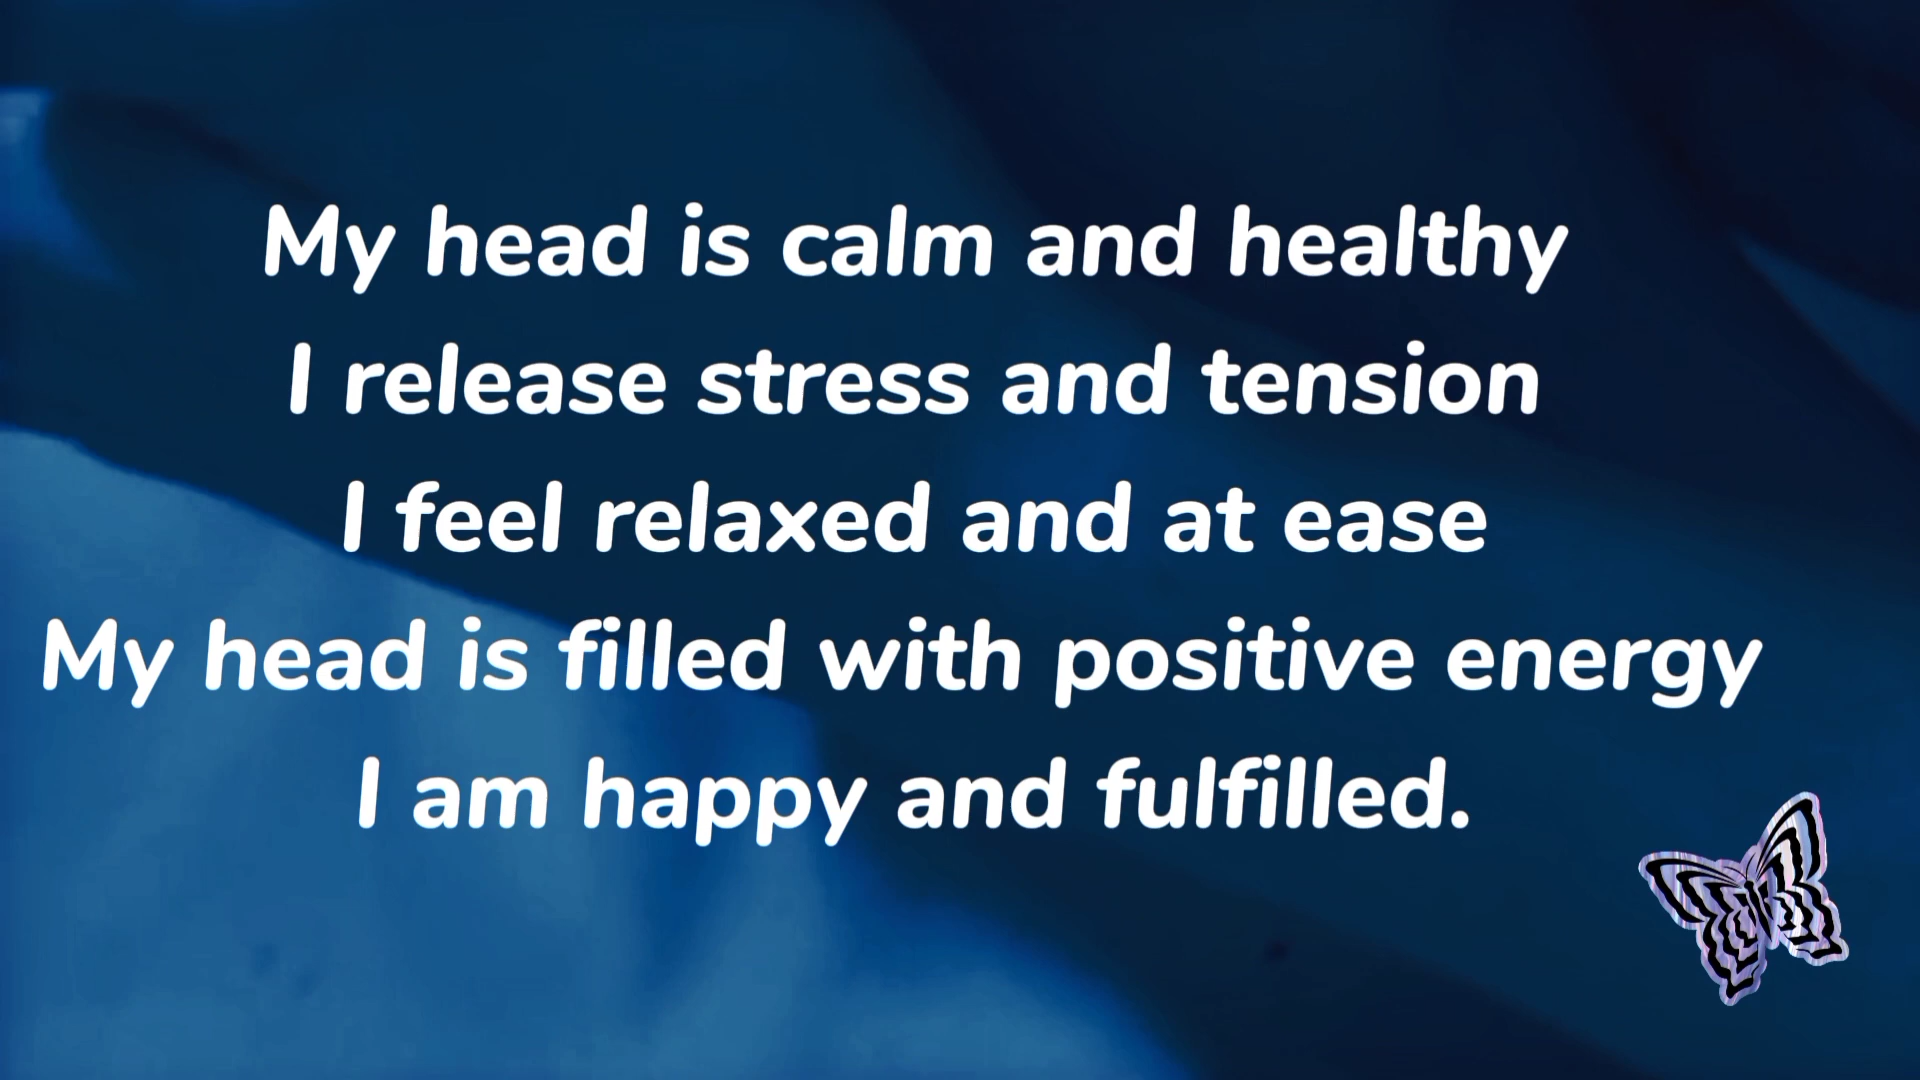 My head is calm and healthy
I release stress and tension
I feel relaxed and at ease
My head is filled with positive energy
I am happy and fulfilled.